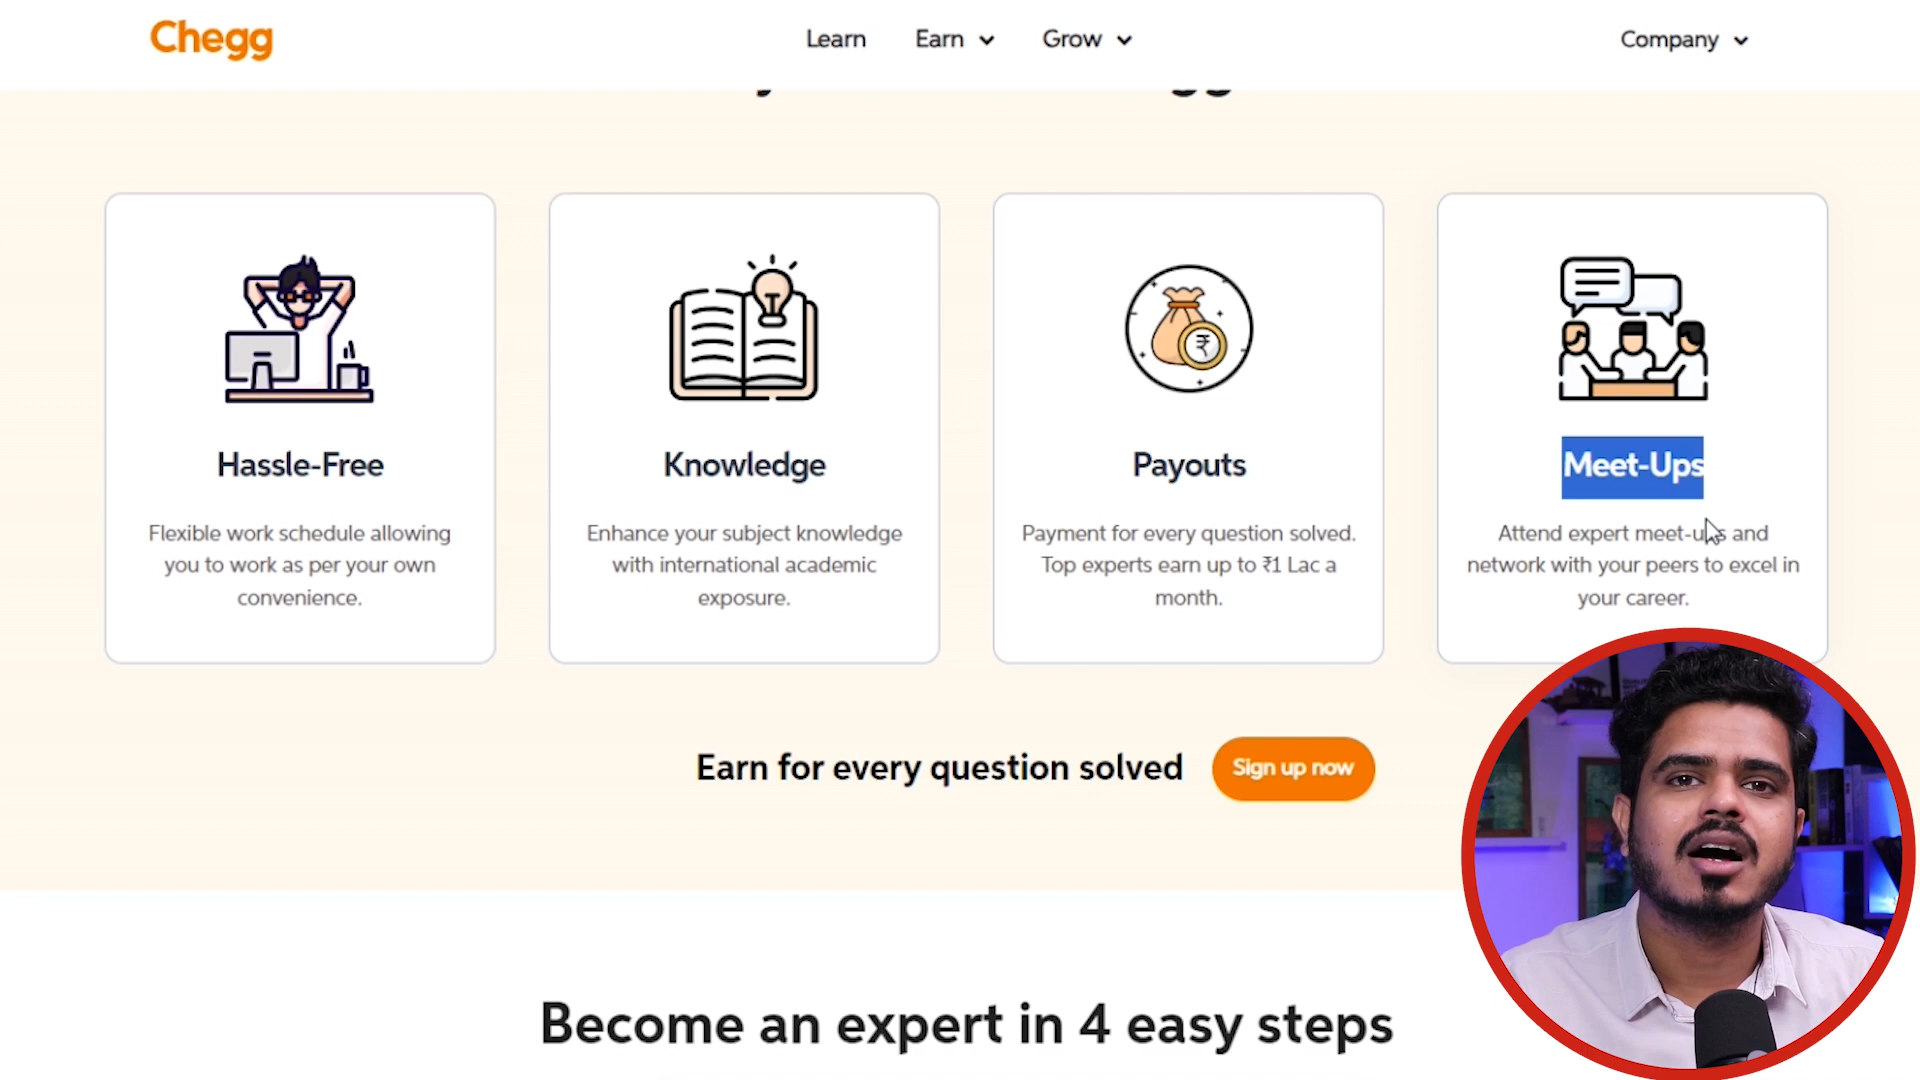 Chegg
Learn
Earn
Grow
Company
Hassle-Free
Flexible work schedule allowing
you to work as per your own
convenience.
Knowledge
Enhance your subject knowledge
with international academic
exposure.
Payouts
Payment for every question solved.
Top experts earn up to ₹1 Lac a
month.
Meet-Ups
Attend expert meet-ups and
network with your peers to excel in
your career.
Earn for every question solved
Sign up now
Become an expert in 4 easy steps